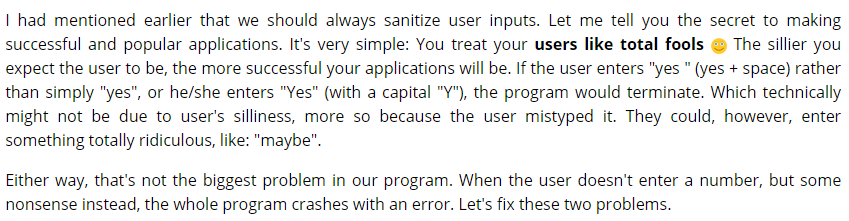 I had mentioned earlier that we should always sanitize user inputs. Let me tell you the secret to making
successful and popular applications. It's very simple: You treat your users like total fools 🙂 The sillier you
expect the user to be, the more successful your applications will be. If the user enters "yes " (yes + space) rather
than simply "yes", or he/she enters "Yes" (with a capital "Y"), the program would terminate. Which technically
might not be due to user's silliness, more so because the user mistyped it. They could, however, enter
something totally ridiculous, like: "maybe".
Either way, that's not the biggest problem in our program. When the user doesn't enter a number, but some
nonsense instead, the whole program crashes with an error. Let's fix these two problems.